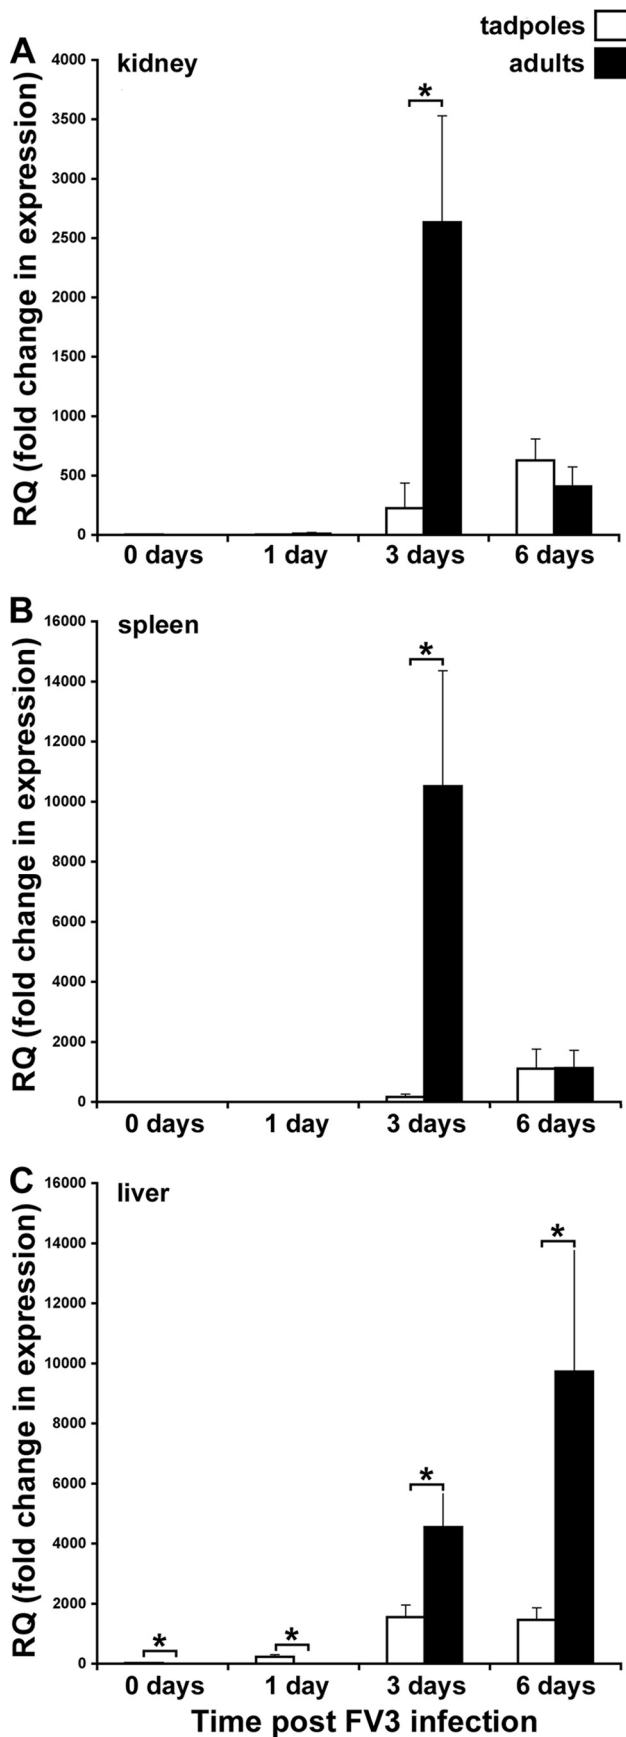 tadpoles
adults
A
kidney
RQ (fold change in expression)
4000
3500
3000
2500
2000
1500
1000
500
0
*
0 days 1 day 3 days 6 days
B
spleen
RQ (fold change in expression)
16000
14000
12000
10000
8000
6000
4000
2000
0
*
0 days 1 day 3 days 6 days
C
liver
RQ (fold change in expression)
16000
14000
12000
10000
8000
6000
4000
2000
0
* * * *
0 days 1 day 3 days 6 days
Time post FV3 infection